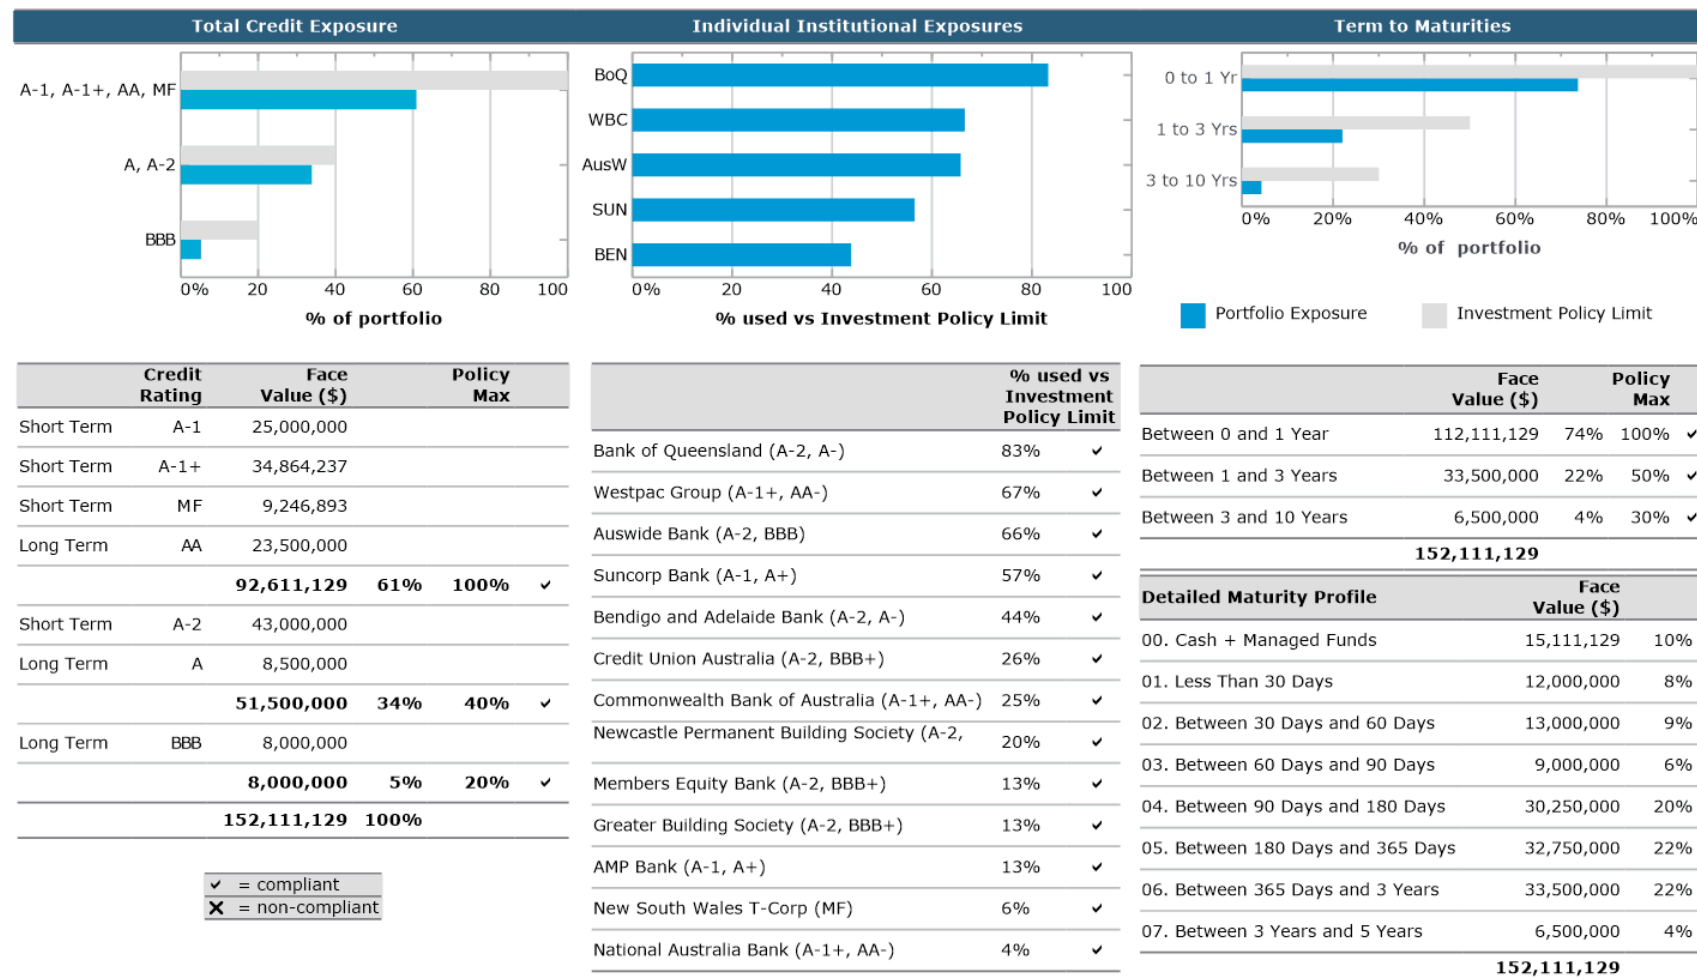 Total Credit Exposure
A-1, A-1+, AA, MF
A, A-2
BBB
0% 20 40 60 80 100
% of portfolio
Credit Rating Face Value ($) Policy Max
Short Term A-1 25,000,000
Short Term A-1+ 34,864,237
Short Term MF 9,246,893
Long Term AA 23,500,000
92,611,129 61% 100% ✔
Short Term A-2 43,000,000
Long Term A 8,500,000
51,500,000 34% 40% ✔
Long Term BBB 8,000,000
8,000,000 5% 20% ✔
152,111,129 100%
✔ = compliant
✖ = non-compliant
Individual Institutional Exposures
BoQ
WBC
AusW
SUN
BEN
0% 20 40 60 80 100
% used vs Investment Policy Limit
% used vs
Investment
Policy Limit
Bank of Queensland (A-2, A-) 83% ✔
Westpac Group (A-1+, AA-) 67% ✔
Auswide Bank (A-2, BBB) 66% ✔
Suncorp Bank (A-1, A+) 57% ✔
Bendigo and Adelaide Bank (A-2, A-) 44% ✔
Credit Union Australia (A-2, BBB+) 26% ✔
Commonwealth Bank of Australia (A-1+, AA-) 25% ✔
Newcastle Permanent Building Society (A-2, 20% ✔
Members Equity Bank (A-2, BBB+) 13% ✔
Greater Building Society (A-2, BBB+) 13% ✔
AMP Bank (A-1, A+) 13% ✔
New South Wales T-Corp (MF) 6% ✔
National Australia Bank (A-1+, AA-) 4% ✔
Term to Maturities
0 to 1 Yr
1 to 3 Yrs
3 to 10 Yrs
0% 20% 40% 60% 80% 100%
% of portfolio
Portfolio Exposure Investment Policy Limit
Face Value ($) Policy Max
Between 0 and 1 Year 112,111,129 74% 100% ✔
Between 1 and 3 Years 33,500,000 22% 50% ✔
Between 3 and 10 Years 6,500,000 4% 30% ✔
152,111,129
Detailed Maturity Profile Face Value ($)
00. Cash + Managed Funds 15,111,129 10%
01. Less Than 30 Days 12,000,000 8%
02. Between 30 Days and 60 Days 13,000,000 9%
03. Between 60 Days and 90 Days 9,000,000 6%
04. Between 90 Days and 180 Days 30,250,000 20%
05. Between 180 Days and 365 Days 32,750,000 22%
06. Between 365 Days and 3 Years 33,500,000 22%
07. Between 3 Years and 5 Years 6,500,000 4%
152,111,129